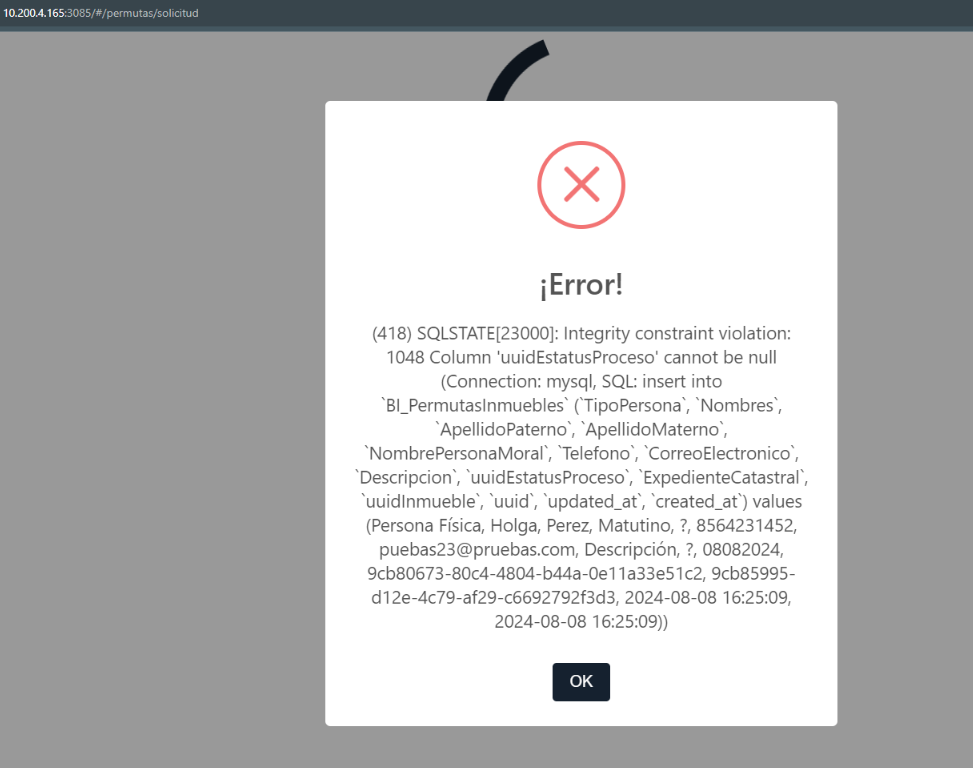 10.200.4.165:3085/#/permutas/solicitud
¡Error!
(418) SQLSTATE[23000]: Integrity constraint violation:
1048 Column 'uuidEstatusProceso' cannot be null
(Connection: mysql, SQL: insert into
`BI_PermutasInmuebles` (`TipoPersona`, `Nombres`,
`ApellidoPaterno`, `ApellidoMaterno`,
`NombrePersonaMoral`, `Telefono`, `CorreoElectronico`,
`Descripcion`, `uuidEstatusProceso`, `ExpedienteCatastral`,
`uuidInmueble`, `uuid`, `updated_at`, `created_at`) values
(Persona Física, Holga, Perez, Matutino, ?, 8564231452,
puebas23@pruebas.com, Descripción, ?, 08082024,
9cb80673-80c4-4804-b44a-0e11a33e51c2, 9cb85995-
d12e-4c79-af29-c6692792f3d3, 2024-08-08 16:25:09,
2024-08-08 16:25:09))
OK